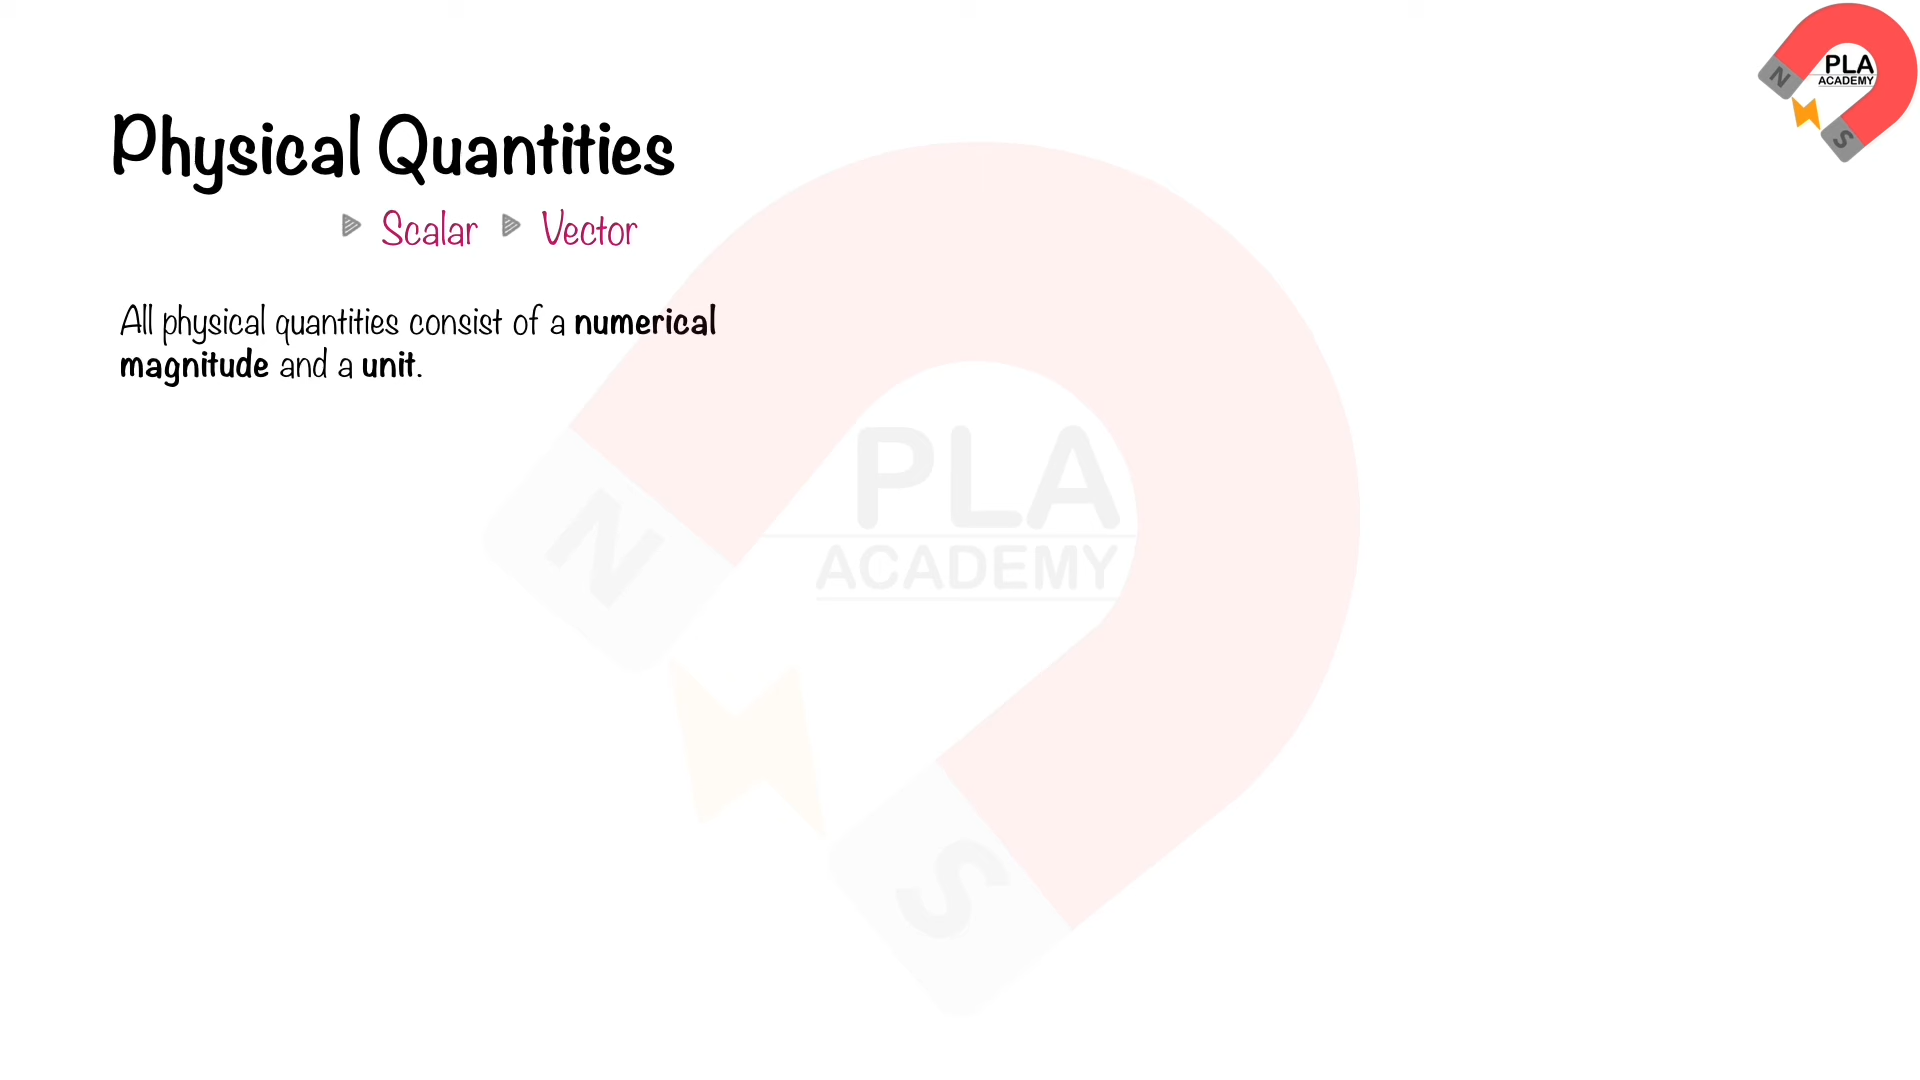 PLA
ACADEMY
N
S
Physical Quantities
Scalar Vector
All physical quantities consist of a numerical
magnitude and a unit.
PLA
ACADEMY
N
S